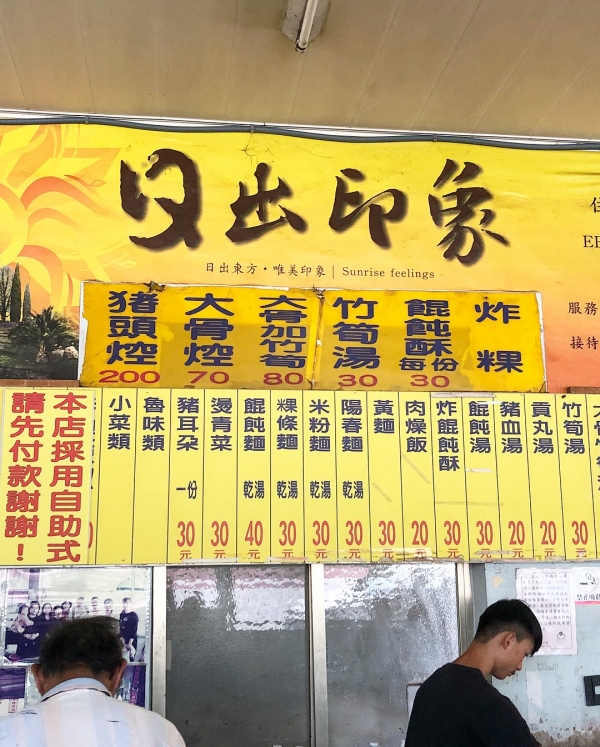 日出印象
日出東方・唯美印象 | Sunrise feelings
住
EE
服務
接待
豬頭焢 200
大骨焢 70
大骨加竹筍 80
竹筍湯 30
餛飩酥每份 30
炸粿
本店採用自助式
請先付款謝謝!
小菜類
魯味類
豬耳朵 一份 30元
燙青菜 30元
餛飩麵 乾湯 40元
粿條麵 乾湯 30元
米粉麵 乾湯 30元
陽春麵 乾湯 30元
黃麵
肉燥飯 20元
炸餛飩酥 30元
餛飩湯 30元
豬血湯 20元
貢丸湯 20元
竹筍湯 30元